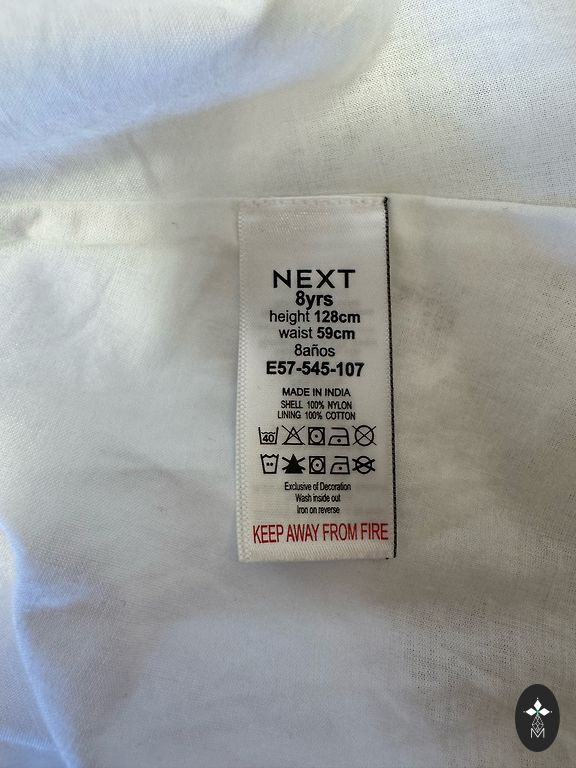 NEXT
8yrs
height 128cm
waist 59cm
8años
E57-545-107
MADE IN INDIA
SHELL 100% NYLON
LINING 100% COTTON
40
Exclusive of Decoration
Wash inside out
Iron on reverse
KEEP AWAY FROM FIRE
M